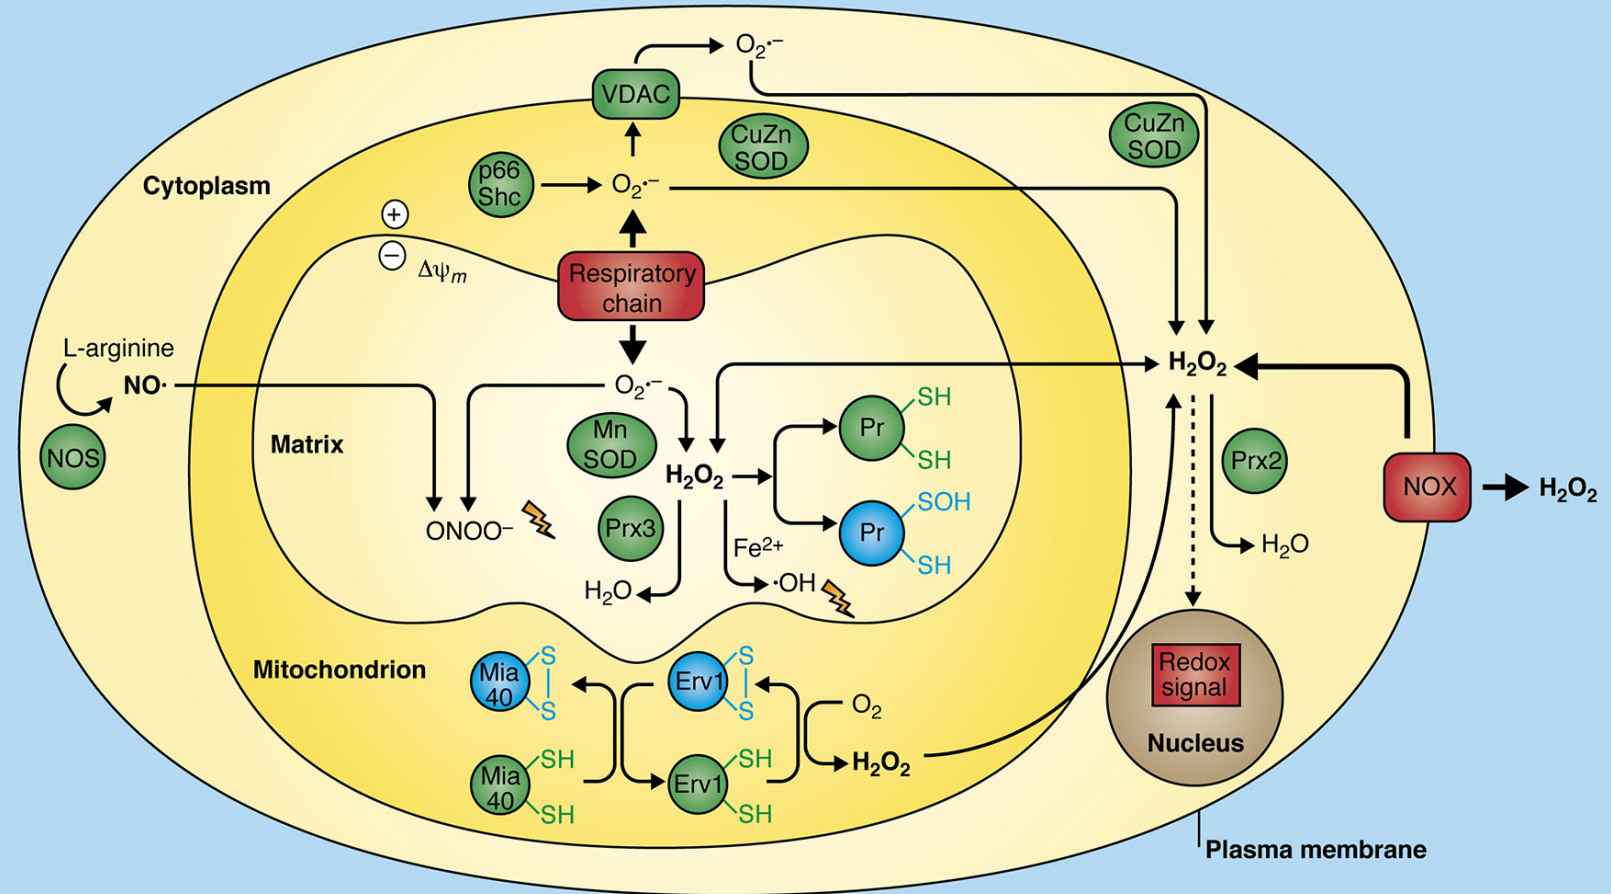 O₂•−
VDAC
CuZn
SOD
CuZn
SOD
p66
Shc
O₂•−
Cytoplasm
+
−
Δψm
Respiratory
chain
L-arginine
NO•
NOS
O₂•−
H₂O₂
Matrix
Mn
SOD
H₂O₂
Pr
SH
SH
Pr
SOH
SH
ONOO−
Prx3
Fe²+
H₂O
•OH
Prx2
H₂O
NOX
H₂O₂
Mitochondrion
Mia
40
S
S
Erv1
S
S
O₂
H₂O₂
Mia
40
SH
SH
Erv1
SH
SH
Redox
signal
Nucleus
Plasma membrane